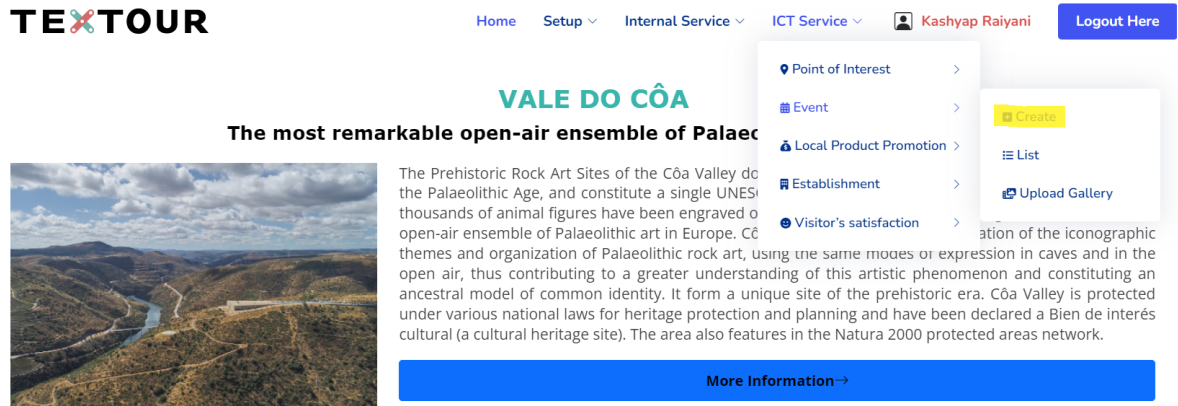 TEXTOUR
Home Setup Internal Service ICT Service Kashyap Raiyani Logout Here
Point of Interest
Event
Local Product Promotion
Establishment
Visitor's satisfaction
Create
List
Upload Gallery
VALE DO CÔA
The most remarkable open-air ensemble of Palaeo
The Prehistoric Rock Art Sites of the Côa Valley do
the Palaeolithic Age, and constitute a single UNES
thousands of animal figures have been engraved o
open-air ensemble of Palaeolithic art in Europe. Cô ation of the iconographic
themes and organization of Palaeolithic rock art, using the same modes of expression in caves and in the
open air, thus contributing to a greater understanding of this artistic phenomenon and constituting an
ancestral model of common identity. It form a unique site of the prehistoric era. Côa Valley is protected
under various national laws for heritage protection and planning and have been declared a Bien de interés
cultural (a cultural heritage site). The area also features in the Natura 2000 protected areas network.
More Information→